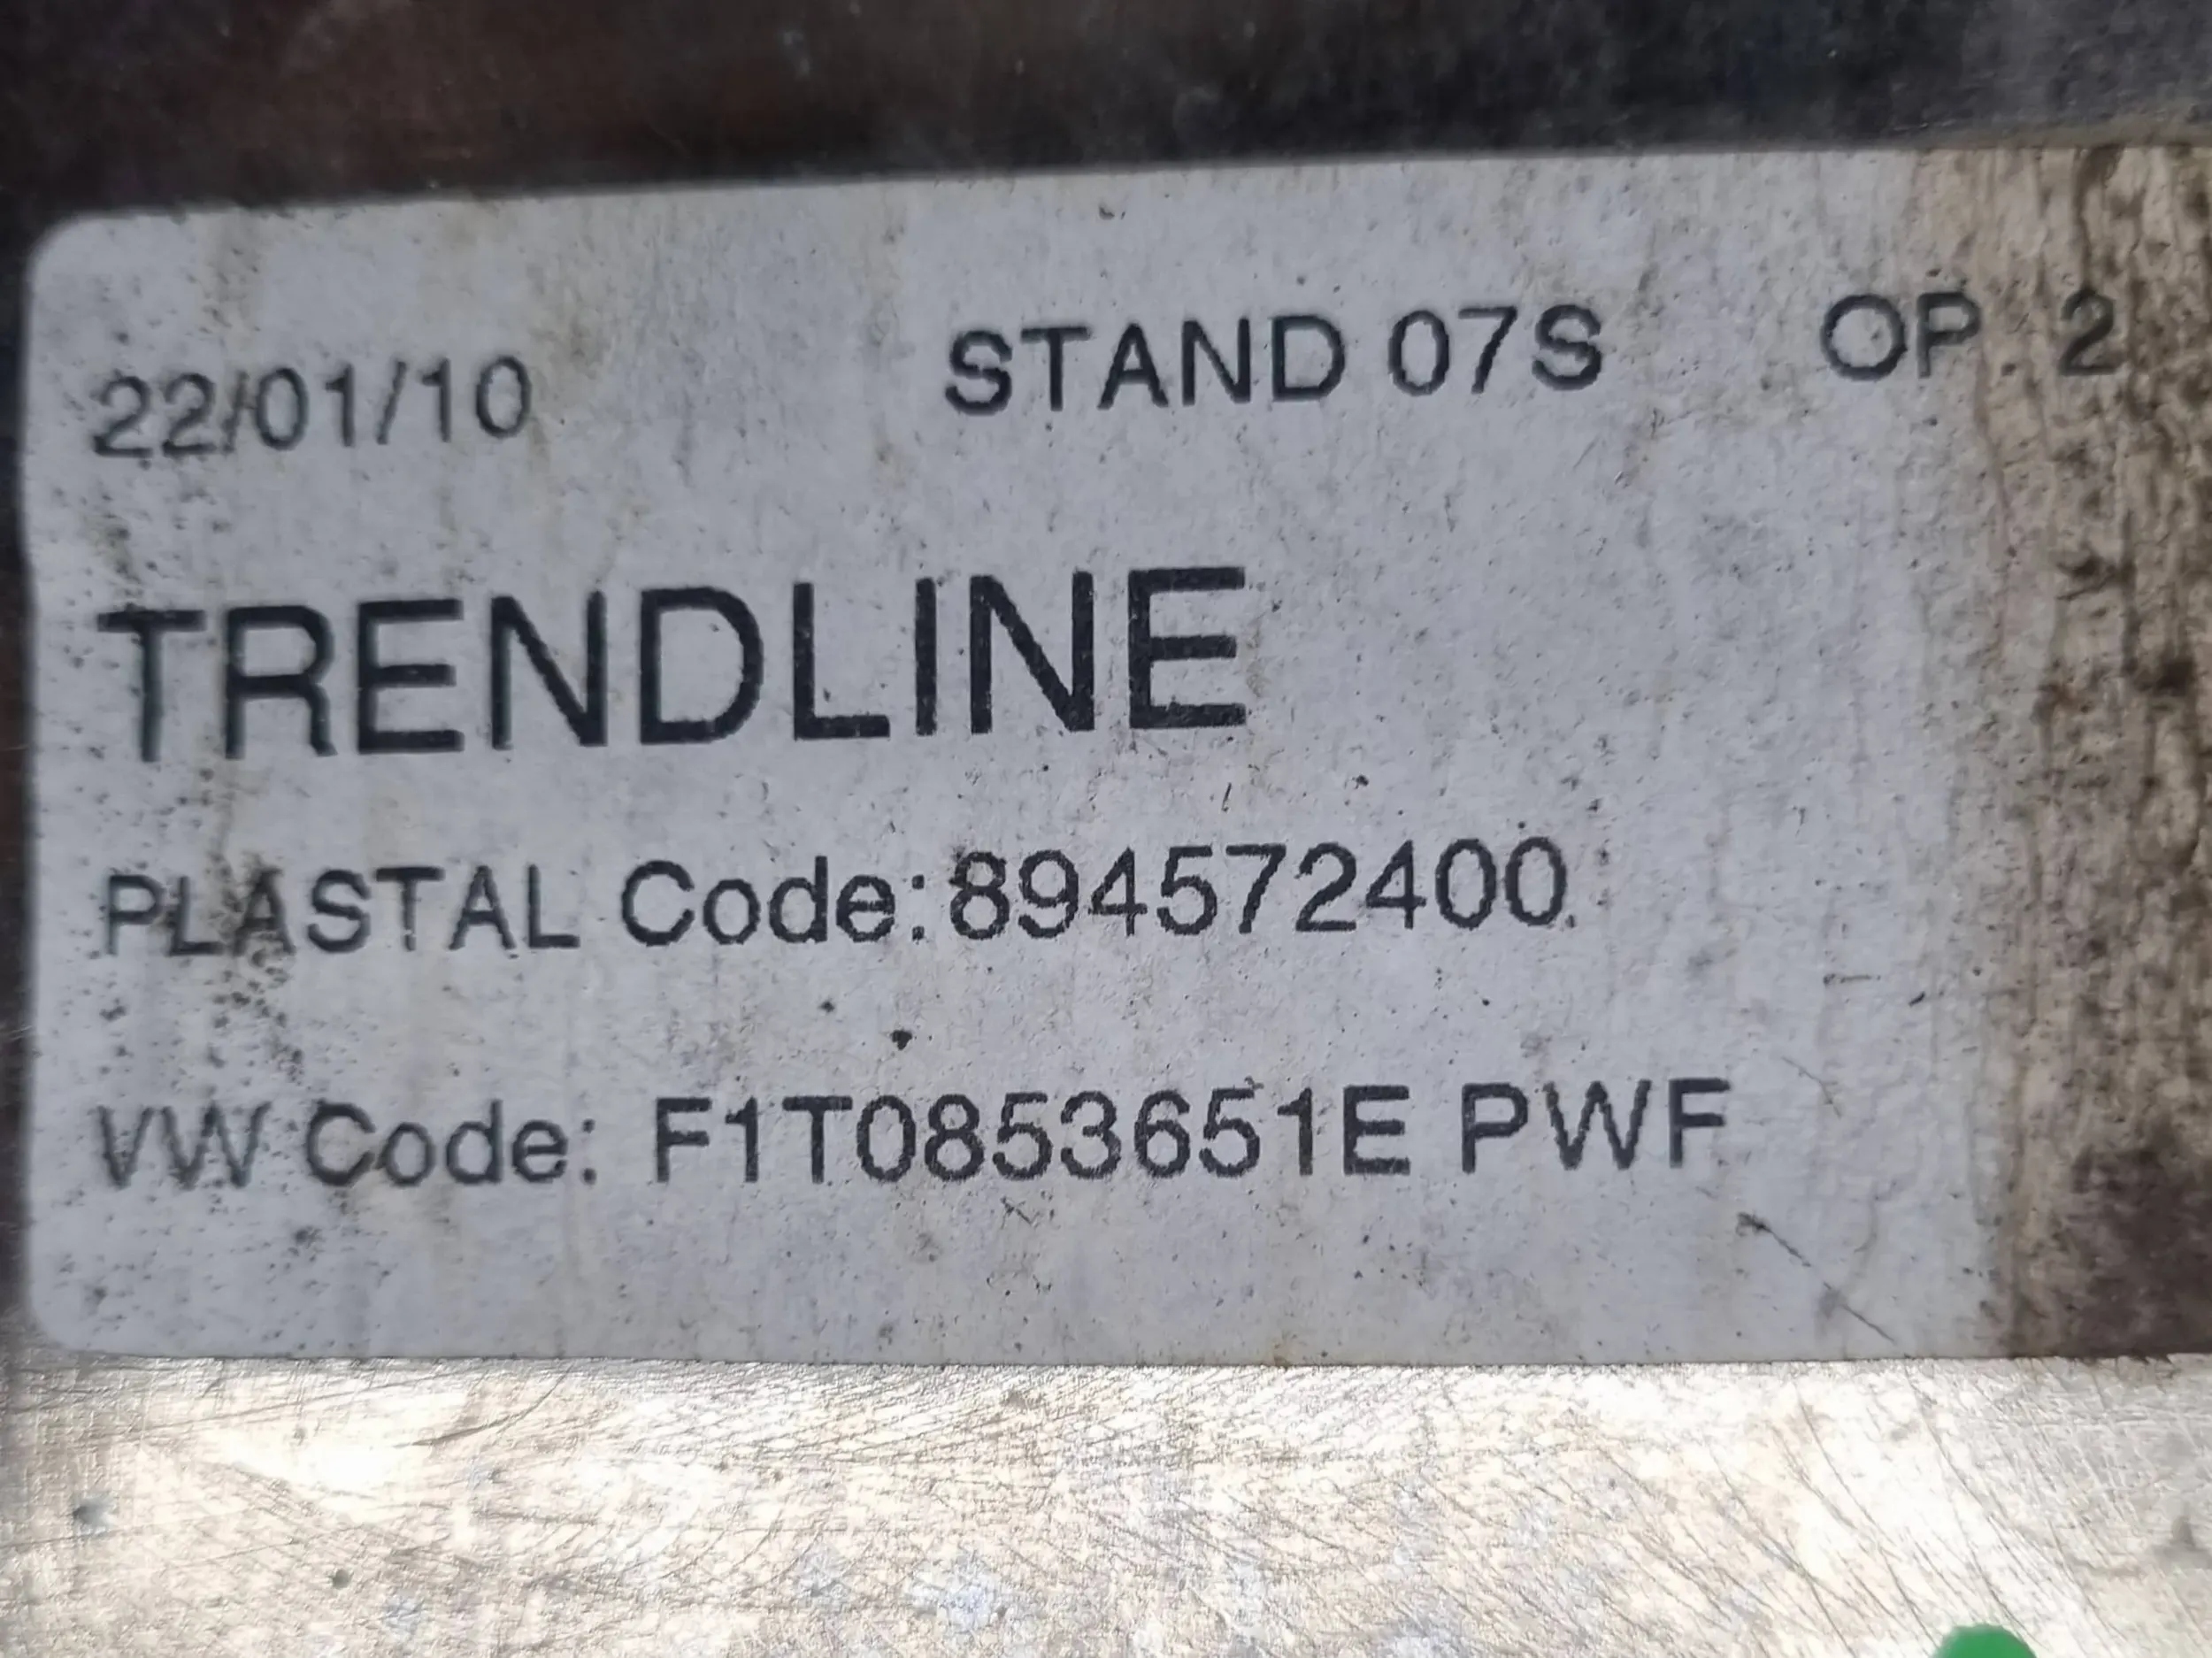 22/01/10 STAND 07S OP. 2
TRENDLINE
PLASTAL Code:894572400
VW Code: F1T0853651E PWF